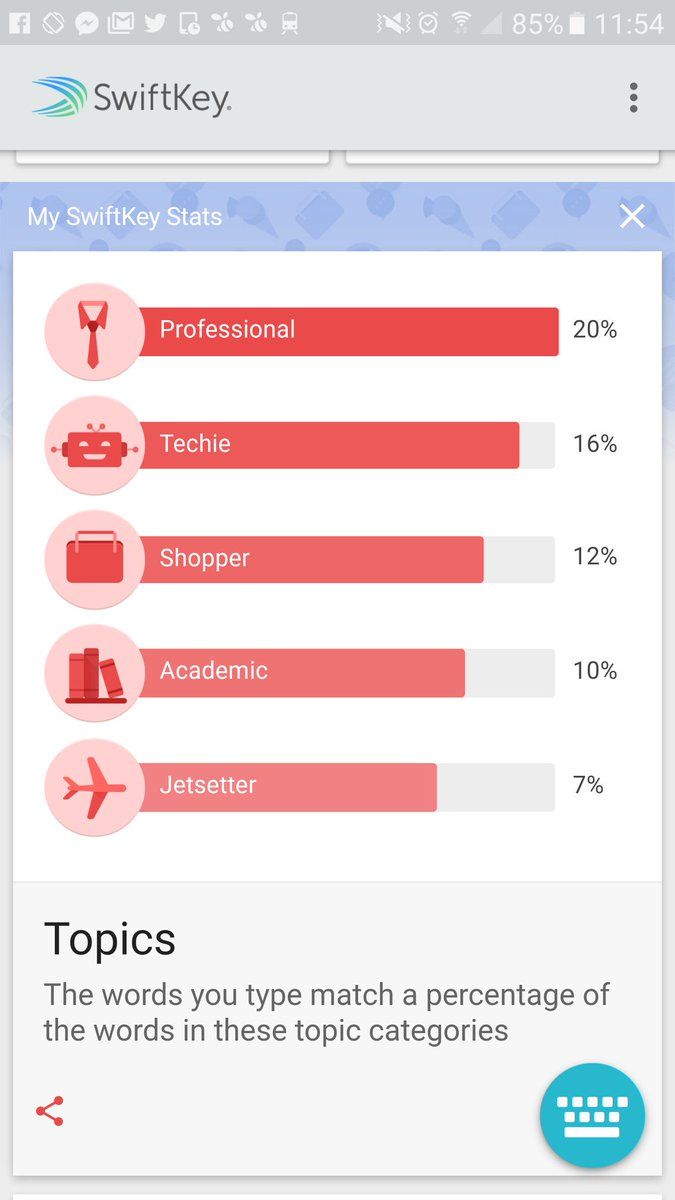 85% 11:54
SwiftKey.
My SwiftKey Stats
Professional 20%
Techie 16%
Shopper 12%
Academic 10%
Jetsetter 7%
Topics
The words you type match a percentage of
the words in these topic categories